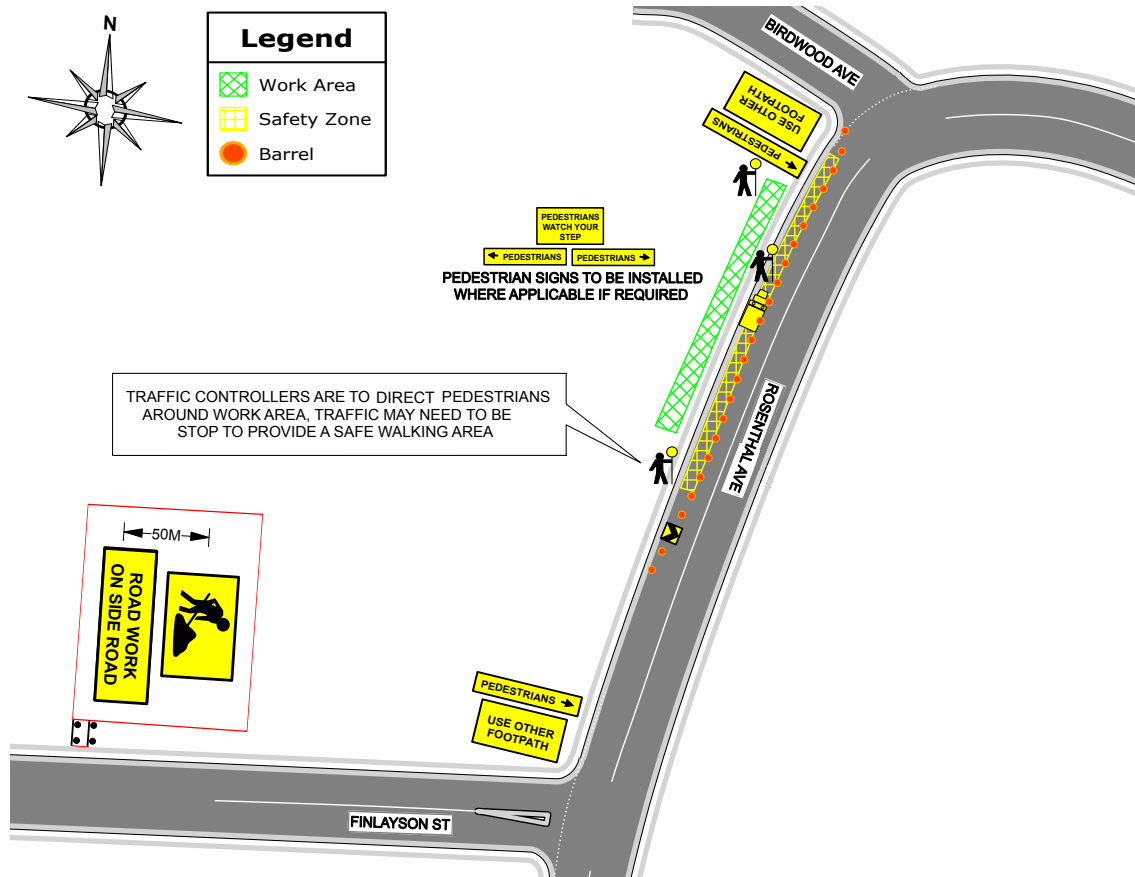 N
Legend
Work Area
Safety Zone
Barrel
BIRDWOOD AVE
USE OTHER
FOOTPATH
PEDESTRIANS
PEDESTRIANS
WATCH YOUR
STEP
PEDESTRIANS
PEDESTRIANS
PEDESTRIAN SIGNS TO BE INSTALLED
WHERE APPLICABLE IF REQUIRED
TRAFFIC CONTROLLERS ARE TO DIRECT PEDESTRIANS
AROUND WORK AREA, TRAFFIC MAY NEED TO BE
STOP TO PROVIDE A SAFE WALKING AREA
ROSENTHAL AVE
50M
ROAD WORK
ON SIDE ROAD
PEDESTRIANS
USE OTHER
FOOTPATH
FINLAYSON ST